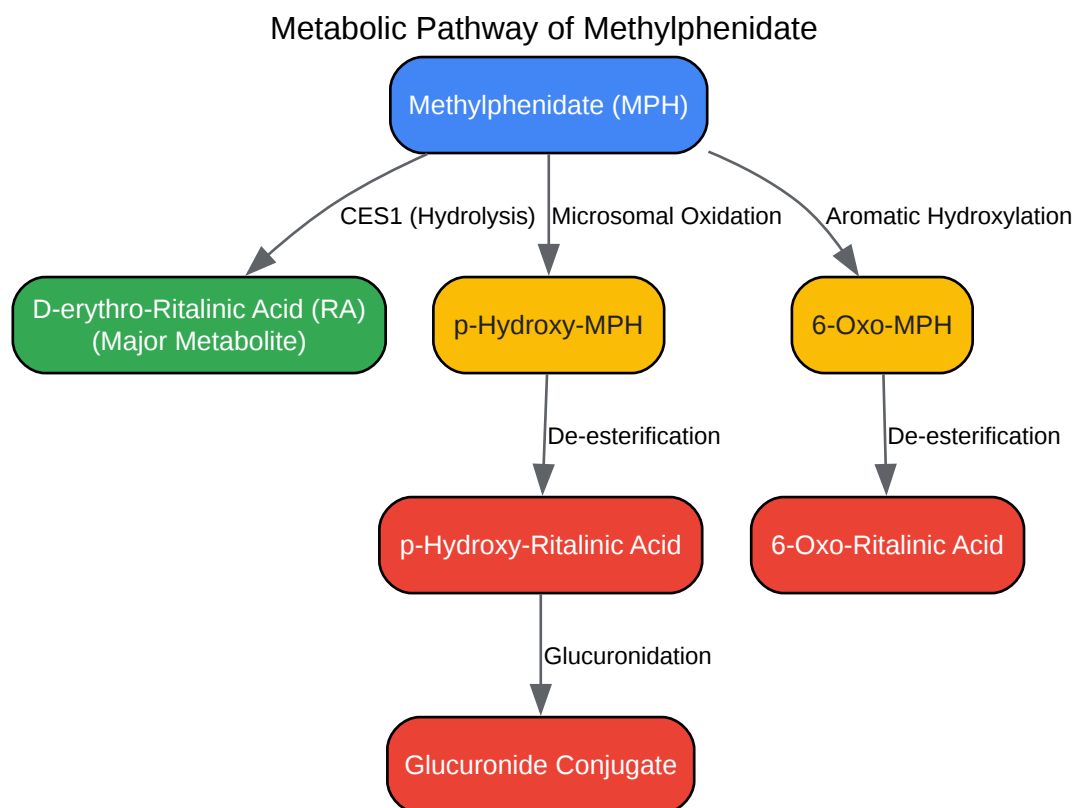 Metabolic Pathway of Methylphenidate
Methylphenidate (MPH)
CES1 (Hydrolysis)
Microsomal Oxidation
Aromatic Hydroxylation
D-erythro-Ritalinic Acid (RA)
(Major Metabolite)
p-Hydroxy-MPH
6-Oxo-MPH
De-esterification
De-esterification
p-Hydroxy-Ritalinic Acid
6-Oxo-Ritalinic Acid
Glucuronidation
Glucuronide Conjugate